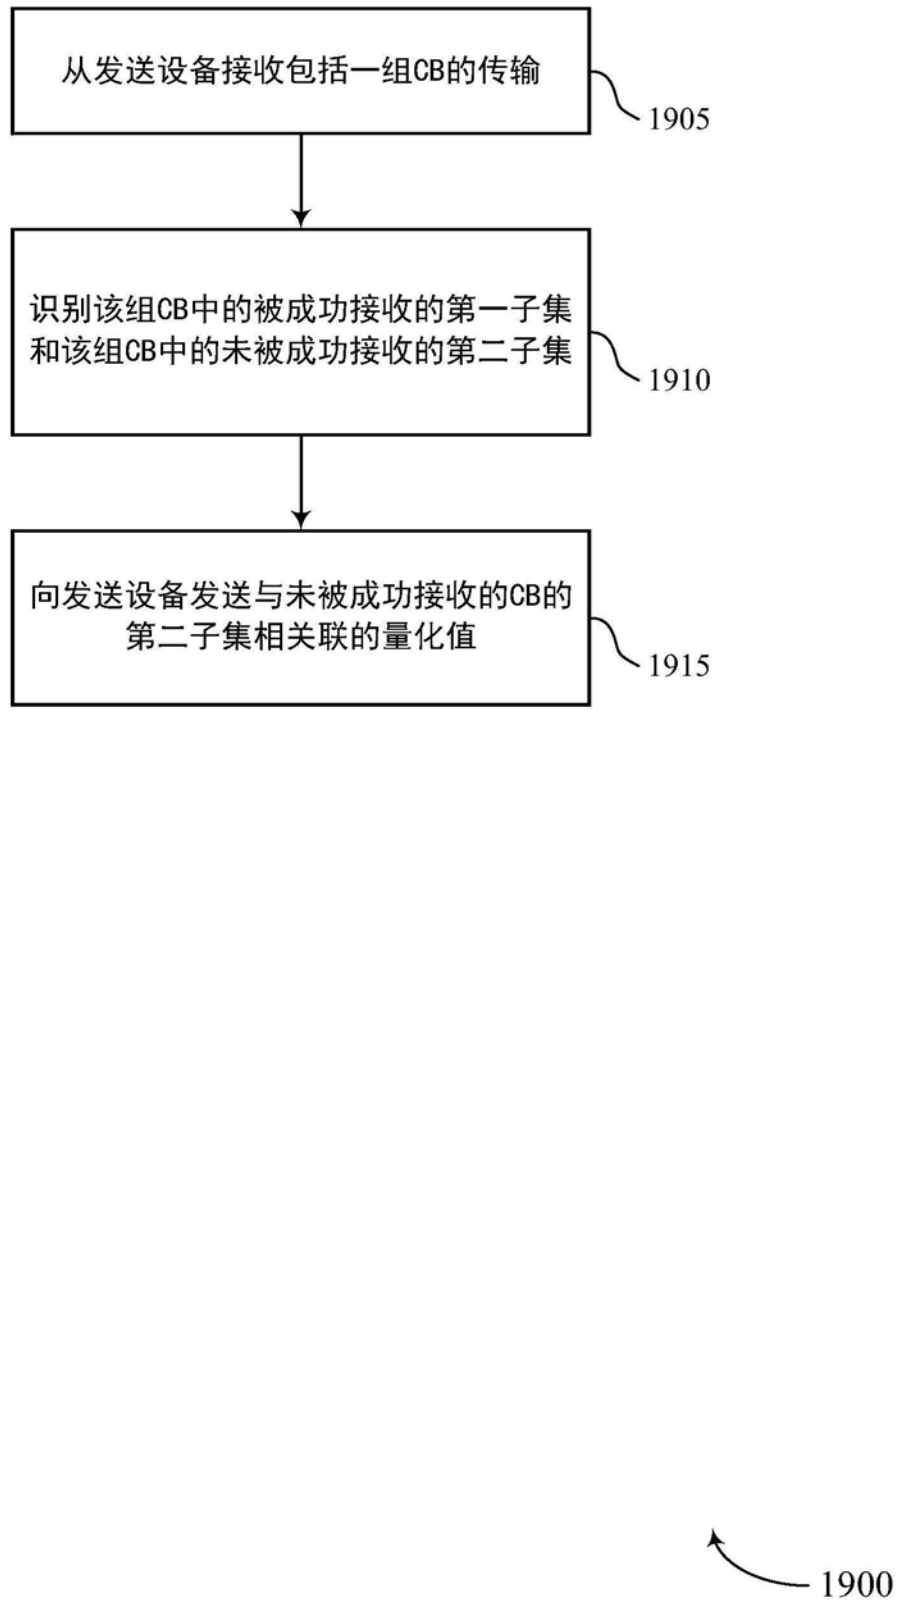 从发送设备接收包括一组CB的传输
1905
识别该组CB中的被成功接收的第一子集
和该组CB中的未被成功接收的第二子集
1910
向发送设备发送与未被成功接收的CB的
第二子集相关联的量化值
1915
1900